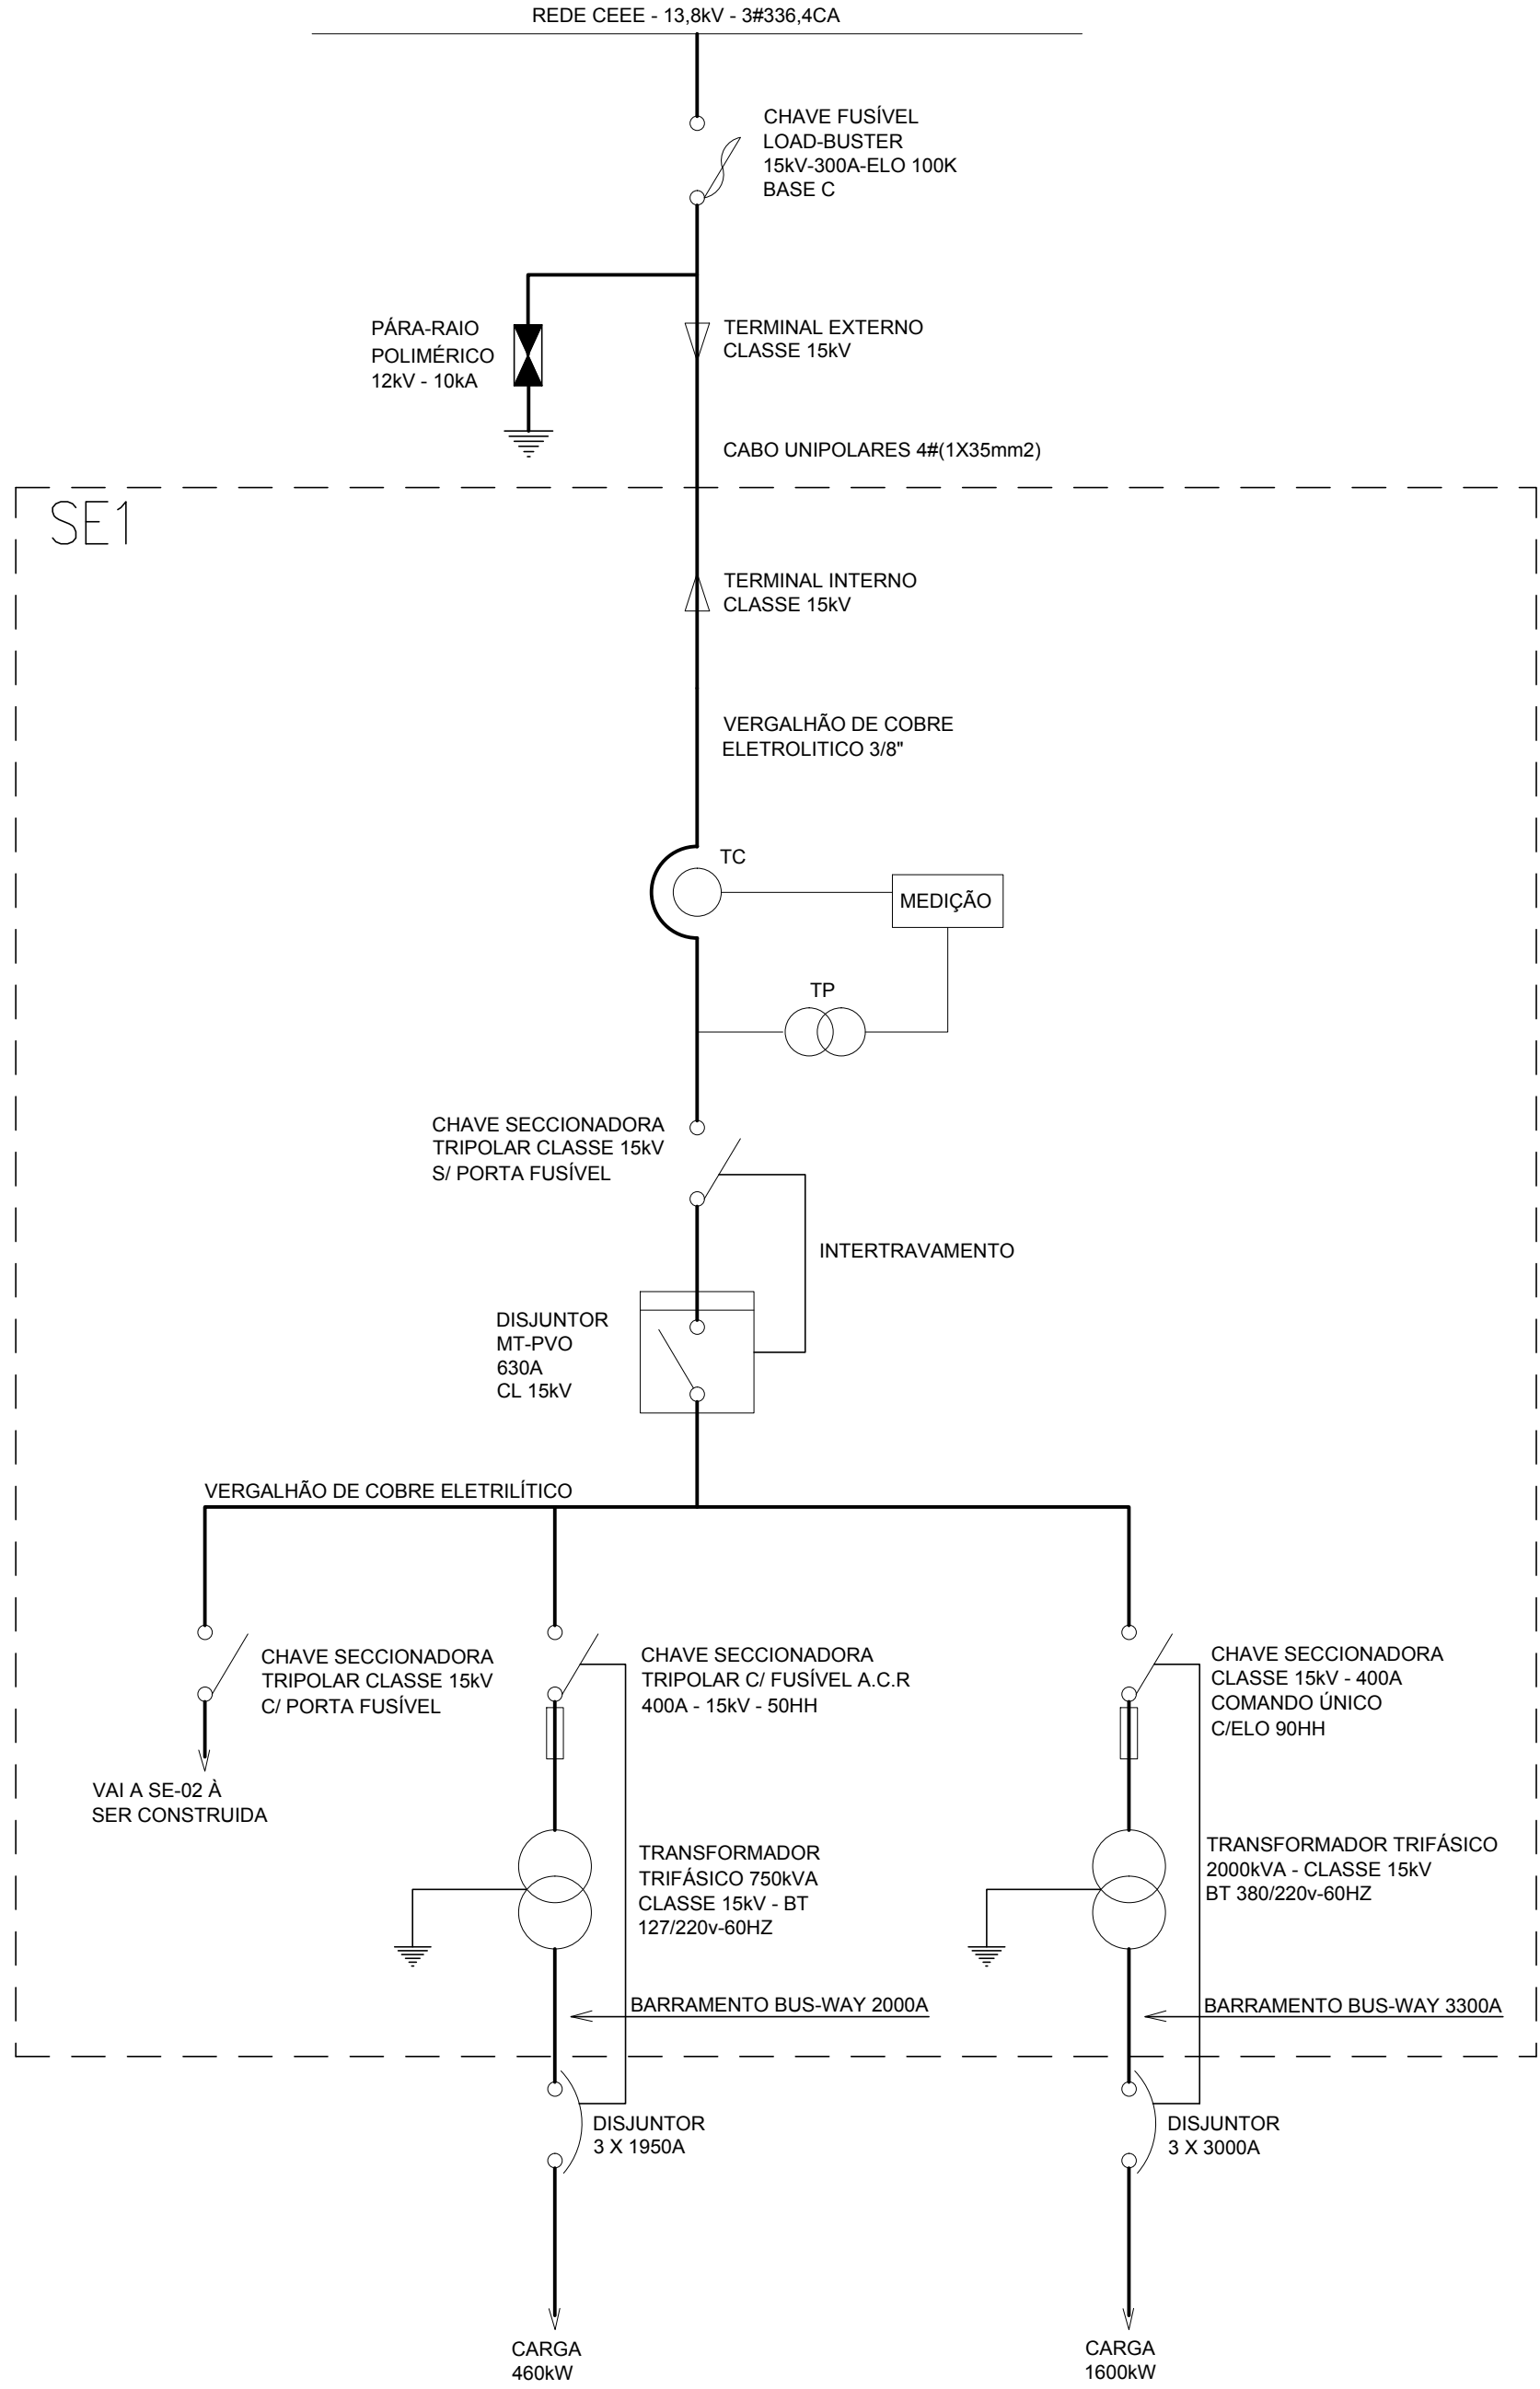 REDE CEEE - 13,8kV - 3#336,4CA
CHAVE FUSÍVEL
LOAD-BUSTER
15kV-300A-ELO 100K
BASE C
PÁRA-RAIO
POLIMÉRICO
12kV - 10kA
TERMINAL EXTERNO
CLASSE 15kV
CABO UNIPOLARES 4#(1X35mm2)
SE1
TERMINAL INTERNO
CLASSE 15kV
VERGALHÃO DE COBRE
ELETROLITICO 3/8"
TC
MEDIÇÃO
TP
CHAVE SECCIONADORA
TRIPOLAR CLASSE 15kV
S/ PORTA FUSÍVEL
INTERTRAVAMENTO
DISJUNTOR
MT-PVO
630A
CL 15kV
VERGALHÃO DE COBRE ELETRILÍTICO
CHAVE SECCIONADORA
TRIPOLAR CLASSE 15kV
C/ PORTA FUSÍVEL
CHAVE SECCIONADORA
TRIPOLAR C/ FUSÍVEL A.C.R
400A - 15kV - 50HH
CHAVE SECCIONADORA
CLASSE 15kV - 400A
COMANDO ÚNICO
C/ELO 90HH
VAI A SE-02 À
SER CONSTRUIDA
TRANSFORMADOR
TRIFÁSICO 750kVA
CLASSE 15kV - BT
127/220v-60HZ
TRANSFORMADOR TRIFÁSICO
2000kVA - CLASSE 15kV
BT 380/220v-60HZ
BARRAMENTO BUS-WAY 2000A
BARRAMENTO BUS-WAY 3300A
DISJUNTOR
3 X 1950A
DISJUNTOR
3 X 3000A
CARGA
460kW
CARGA
1600kW